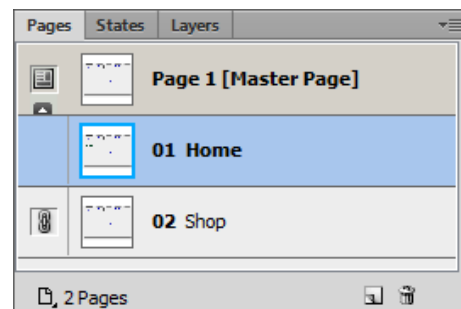 Pages States Layers
Page 1 [Master Page]
01 Home
02 Shop
2 Pages